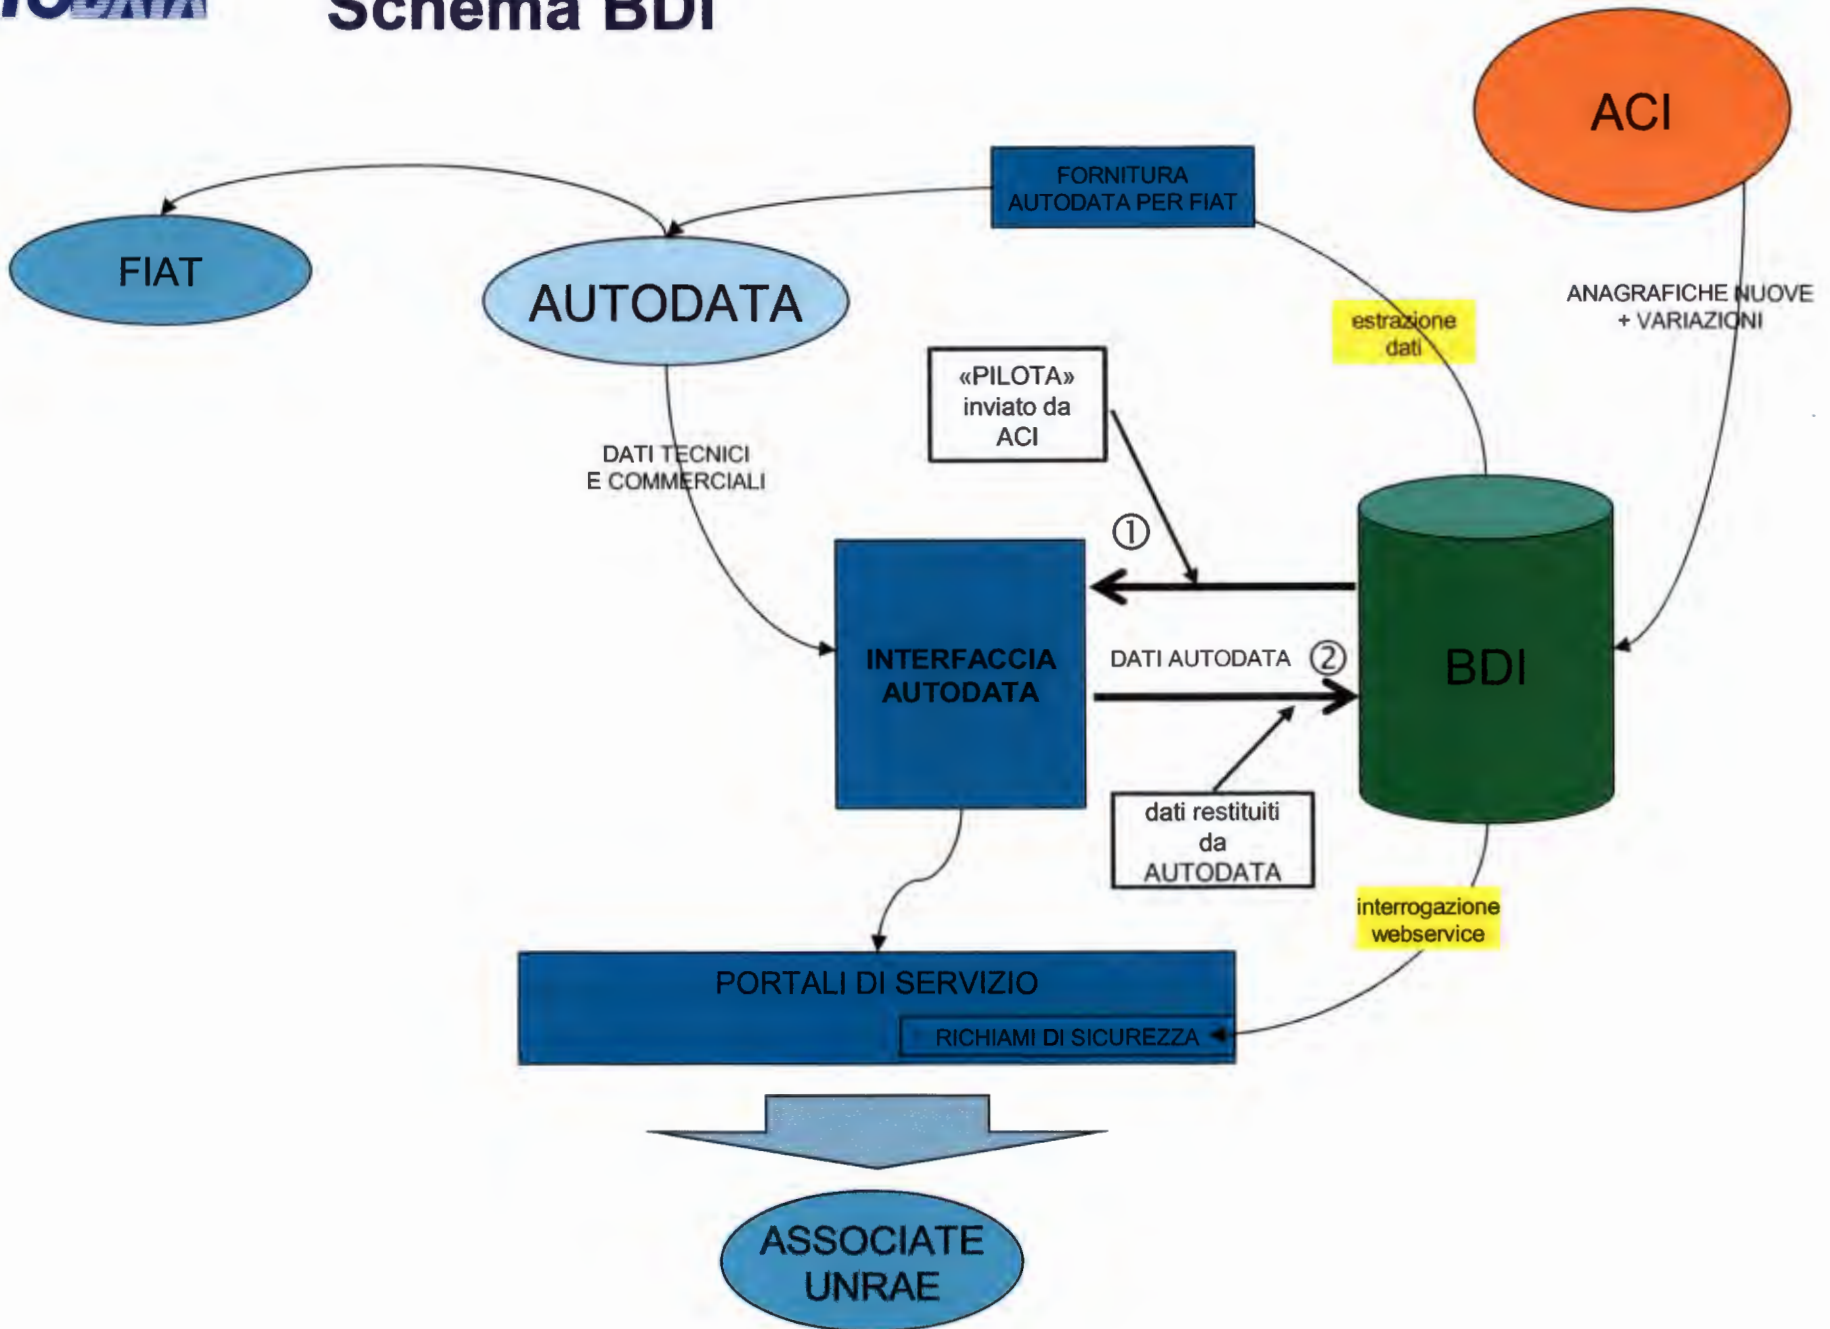 Schema BDI
ACI
FORNITURA
AUTODATA PER FIAT
FIAT
AUTODATA
ANAGRAFICHE NUOVE
+ VARIAZIONI
estrazione
dati
«PILOTA»
inviato da
ACI
DATI TECNICI
E COMMERCIALI
①
INTERFACCIA
AUTODATA
DATI AUTODATA ②
BDI
dati restituiti
da
AUTODATA
interrogazione
webservice
PORTALI DI SERVIZIO
RICHIAMI DI SICUREZZA
ASSOCIATE
UNRAE